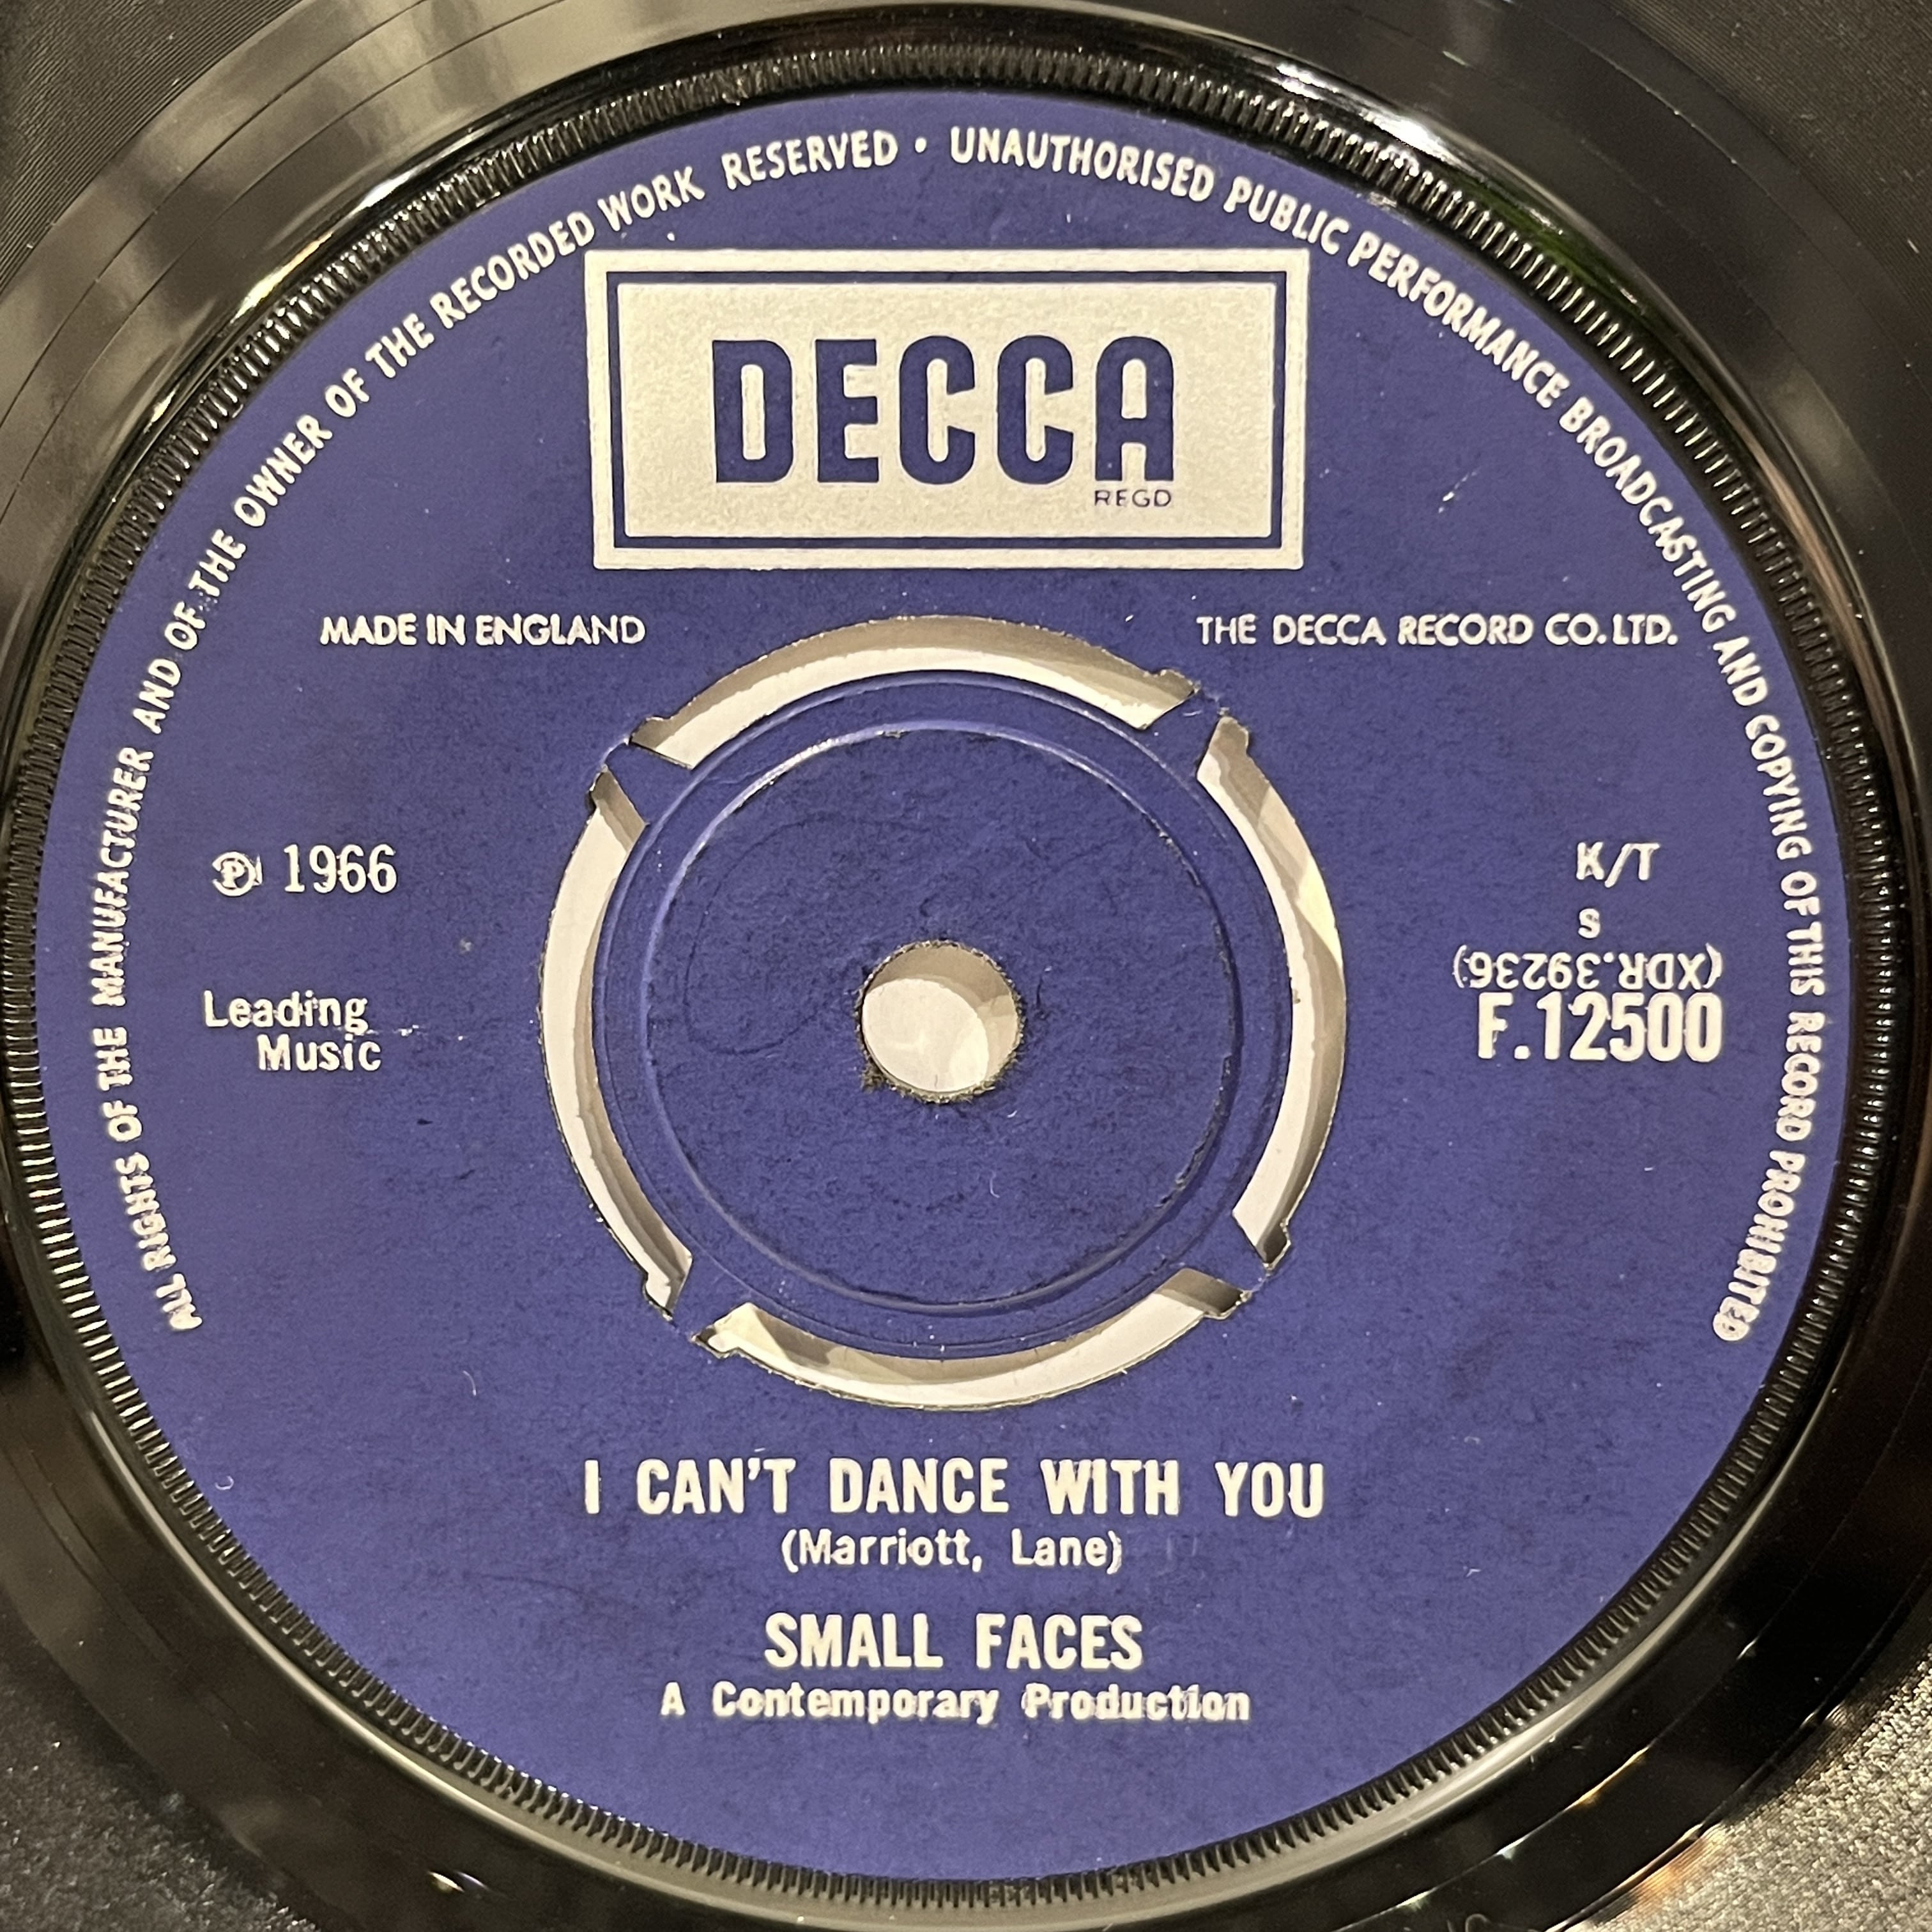 ALL RIGHTS OF THE MANUFACTURER AND OF THE OWNER OF THE RECORDED WORK RESERVED · UNAUTHORISED PUBLIC PERFORMANCE BROADCASTING AND COPYING OF THIS RECORD PROHIBITED
DECCA
REGD
MADE IN ENGLAND
THE DECCA RECORD CO. LTD.
℗ 1966
K/T
S
(XDR.39236)
F.12500
Leading
Music
I CAN'T DANCE WITH YOU
(Marriott, Lane)
SMALL FACES
A Contemporary Production